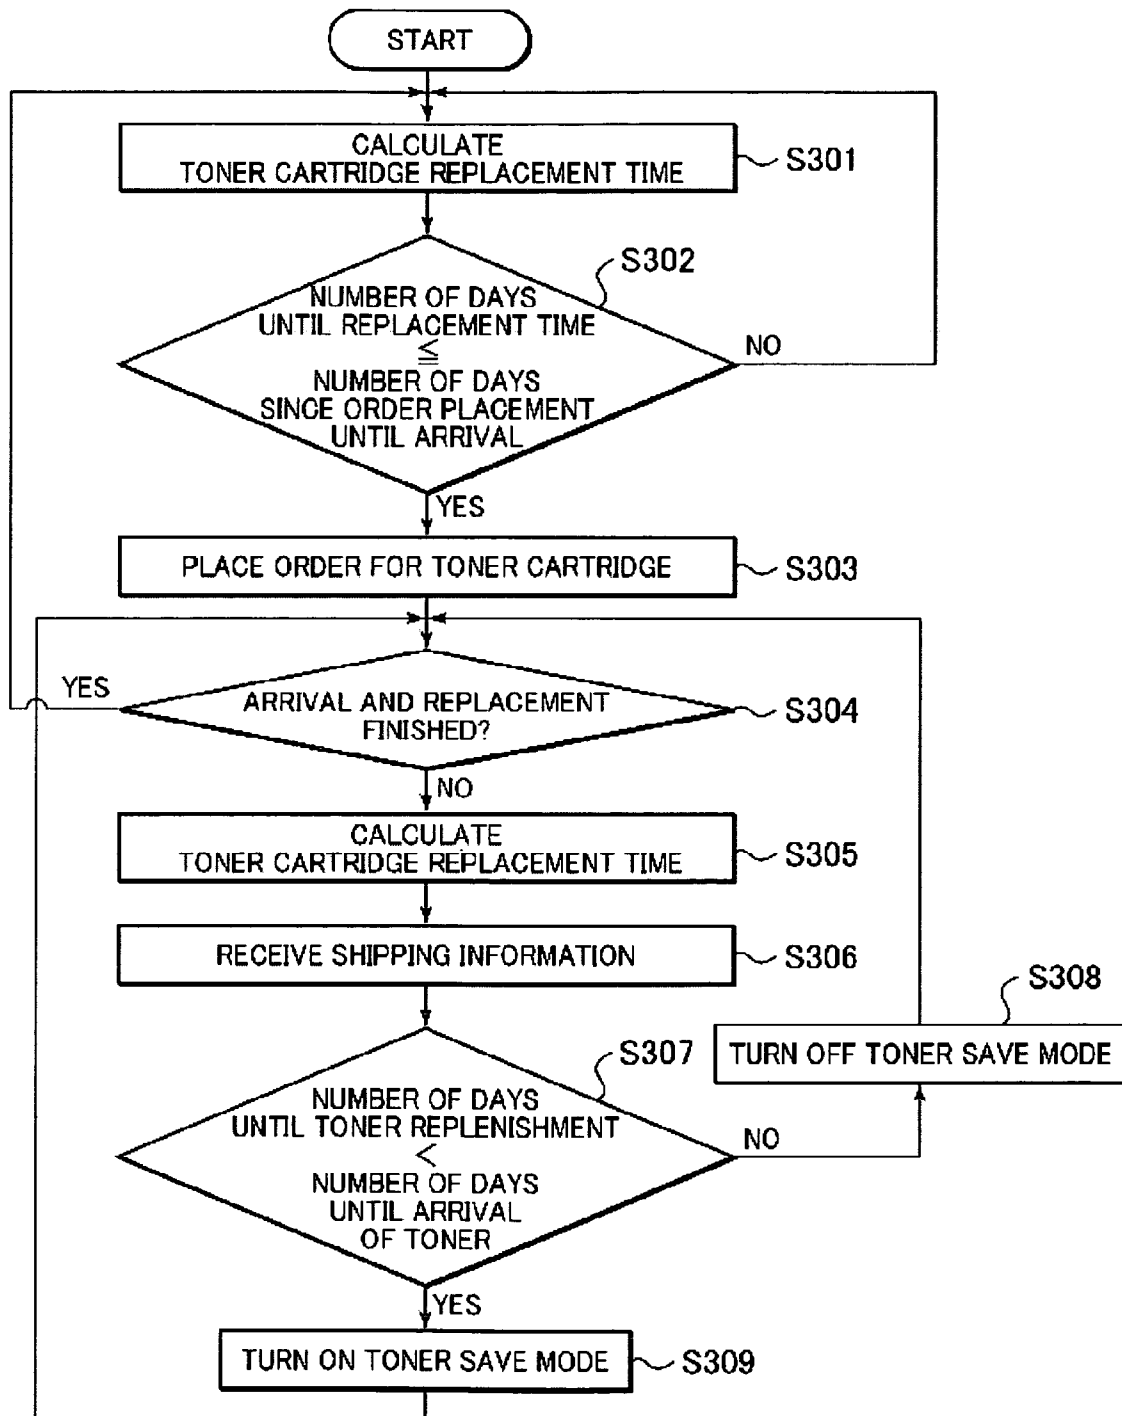 START
CALCULATE
TONER CARTRIDGE REPLACEMENT TIME
S301
S302
NUMBER OF DAYS
UNTIL REPLACEMENT TIME
≦
NUMBER OF DAYS
SINCE ORDER PLACEMENT
UNTIL ARRIVAL
NO
YES
PLACE ORDER FOR TONER CARTRIDGE
S303
YES
ARRIVAL AND REPLACEMENT
FINISHED?
S304
NO
CALCULATE
TONER CARTRIDGE REPLACEMENT TIME
S305
RECEIVE SHIPPING INFORMATION
S306
S308
TURN OFF TONER SAVE MODE
S307
NUMBER OF DAYS
UNTIL TONER REPLENISHMENT
<
NUMBER OF DAYS
UNTIL ARRIVAL
OF TONER
NO
YES
TURN ON TONER SAVE MODE
S309